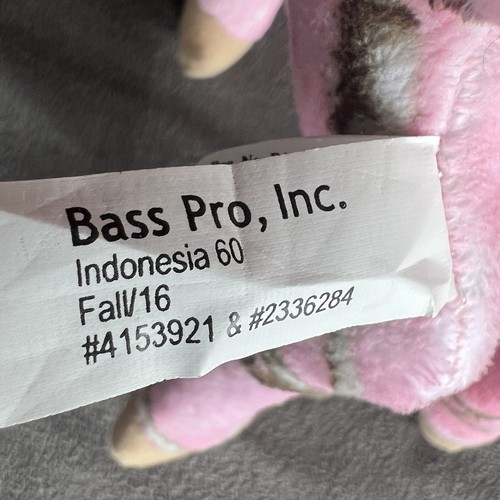 Bass Pro, Inc.
Indonesia 60
Fall/16
#4153921 & #2336284